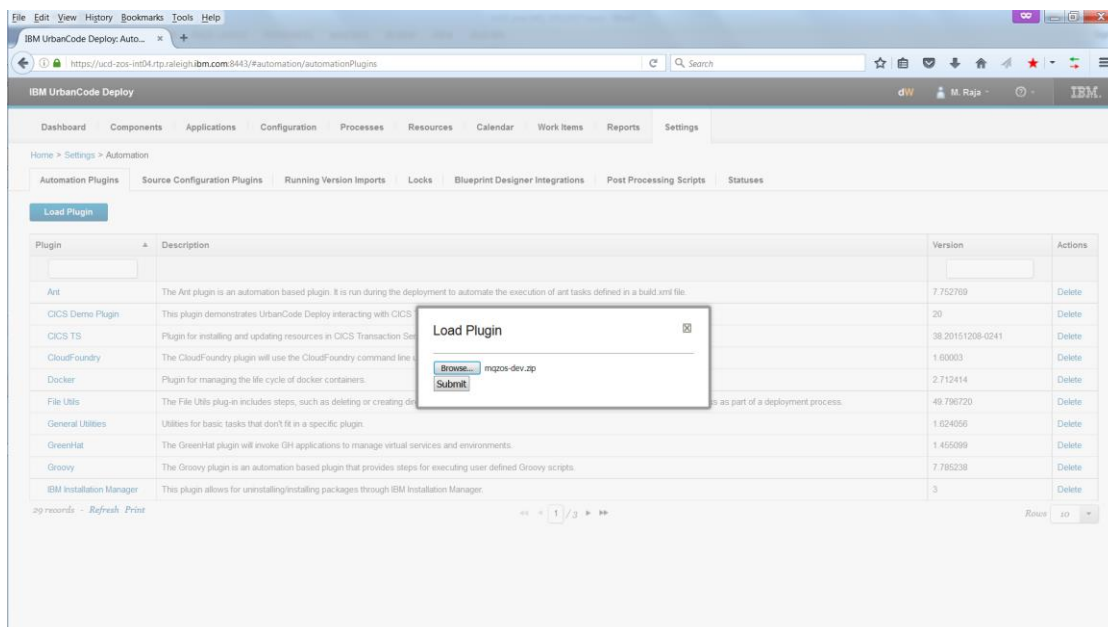 File Edit View History Bookmarks Tools Help
IBM UrbanCode Deploy: Auto... × +
https://ucd-zos-int04.rtp.raleigh.ibm.com:8443/#automation/automationPlugins Search
IBM UrbanCode Deploy dW M. Raja IBM.
Dashboard Components Applications Configuration Processes Resources Calendar Work Items Reports Settings
Home > Settings > Automation
Automation Plugins Source Configuration Plugins Running Version Imports Locks Blueprint Designer Integrations Post Processing Scripts Statuses
Load Plugin
Plugin Description Version Actions
Ant The Ant plugin is an automation based plugin. It is run during the deployment to automate the execution of ant tasks defined in a build.xml file. 7.752769 Delete
CICS Demo Plugin This plugin demonstrates UrbanCode Deploy interacting with CICS 20 Delete
CICS TS Plugin for installing and updating resources in CICS Transaction 38.20151208-0241 Delete
CloudFoundry The CloudFoundry plugin will use the CloudFoundry command line 1.60003 Delete
Docker Plugin for managing the life cycle of docker containers. 2.712414 Delete
File Utils The File Utils plug-in includes steps, such as deleting or creating as part of a deployment process. 49.796720 Delete
General Utilities Utilities for basic tasks that don't fit in a specific plugin. 1.624056 Delete
GreenHat The GreenHat plugin will invoke GH applications to manage virtual services and environments. 1.455099 Delete
Groovy The Groovy plugin is an automation based plugin that provides steps for executing user defined Groovy scripts. 7.785238 Delete
IBM Installation Manager This plugin allows for uninstalling/installing packages through IBM Installation Manager. 3 Delete
29 records - Refresh Print 1 / 3 Rows 10
Load Plugin
Browse... mqzos-dev.zip
Submit